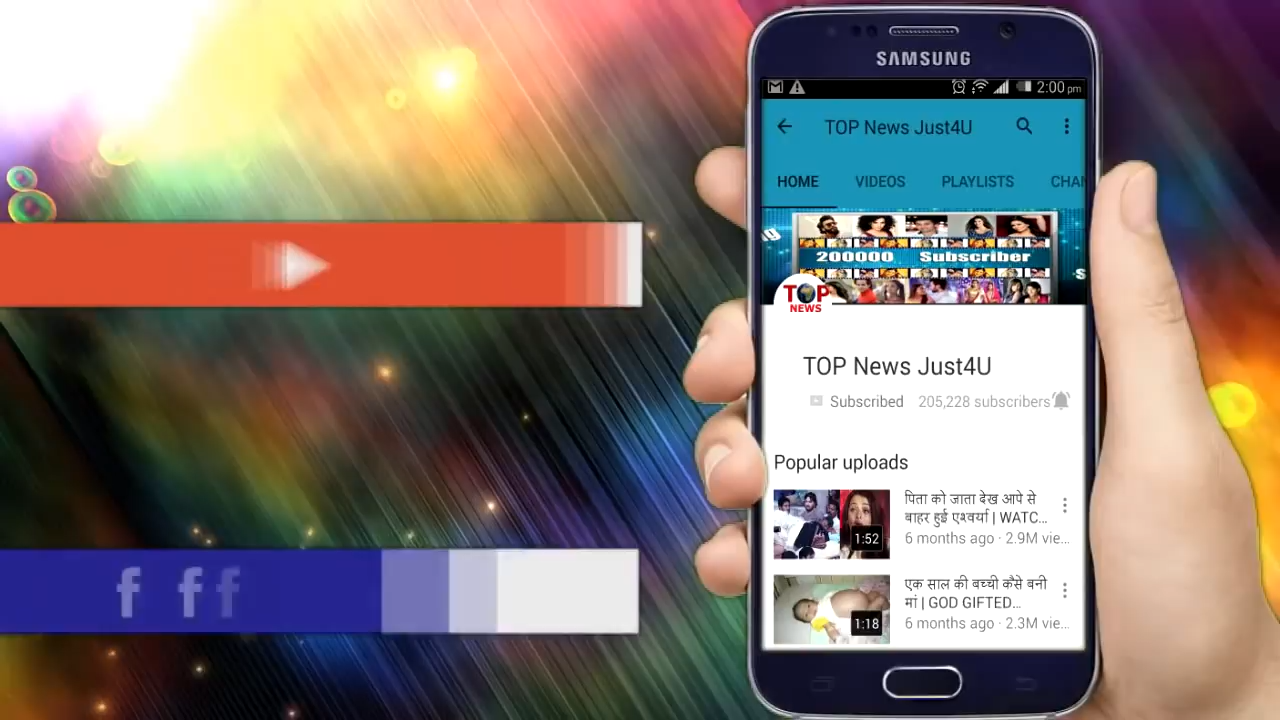 SAMSUNG
2:00 pm
TOP News Just4U
HOME VIDEOS PLAYLISTS CHAN
200000 Subscriber
TOP
NEWS
TOP News Just4U
Subscribed 205,228 subscribers
Popular uploads
पिता को जाता देख आपे से
बाहर हुई एश्वर्या | WATC...
6 months ago · 2.9M vie...
1:52
एक साल की बच्ची कैसे बनी
मां | GOD GIFTED...
6 months ago · 2.3M vie...
1:18
f f f